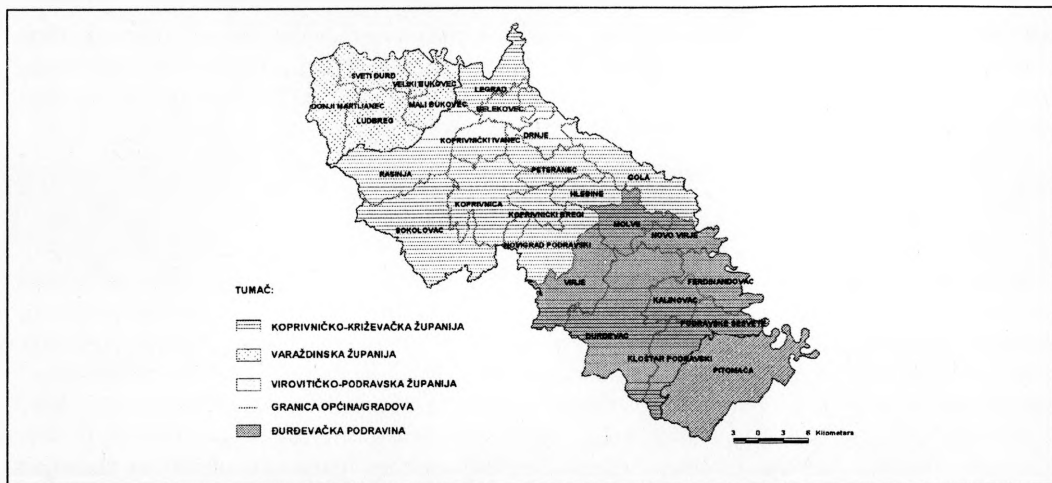 SVETI ĐURĐ
VELIKI BUKOVEC
LEGRAD
DONJI MARTIJANEC
MALI BUKOVEC
ĐELEKOVEC
LUDBREG
KOPRIVNIČKI IVANEC
DRNJE
RASINJA
PETERANEC
GOLA
HLEBINE
KOPRIVNICA
KOPRIVNIČKI BREGI
MOLVE
SOKOLOVAC
NOVO VIRJE
NOVIGRAD PODRAVSKI
VIRJE
FERDINANDOVAC
TUMAČ:
KALINOVAC
KOPRIVNIČKO-KRIŽEVAČKA ŽUPANIJA
PODRAVSKE SESVETE
ĐURĐEVAC
VARAŽDINSKA ŽUPANIJA
KLOŠTAR PODRAVSKI
PITOMAČA
VIROVITIČKO-PODRAVSKA ŽUPANIJA
GRANICA OPĆINA/GRADOVA
ĐURĐEVAČKA PODRAVINA
3 0 3 6 Kilometers